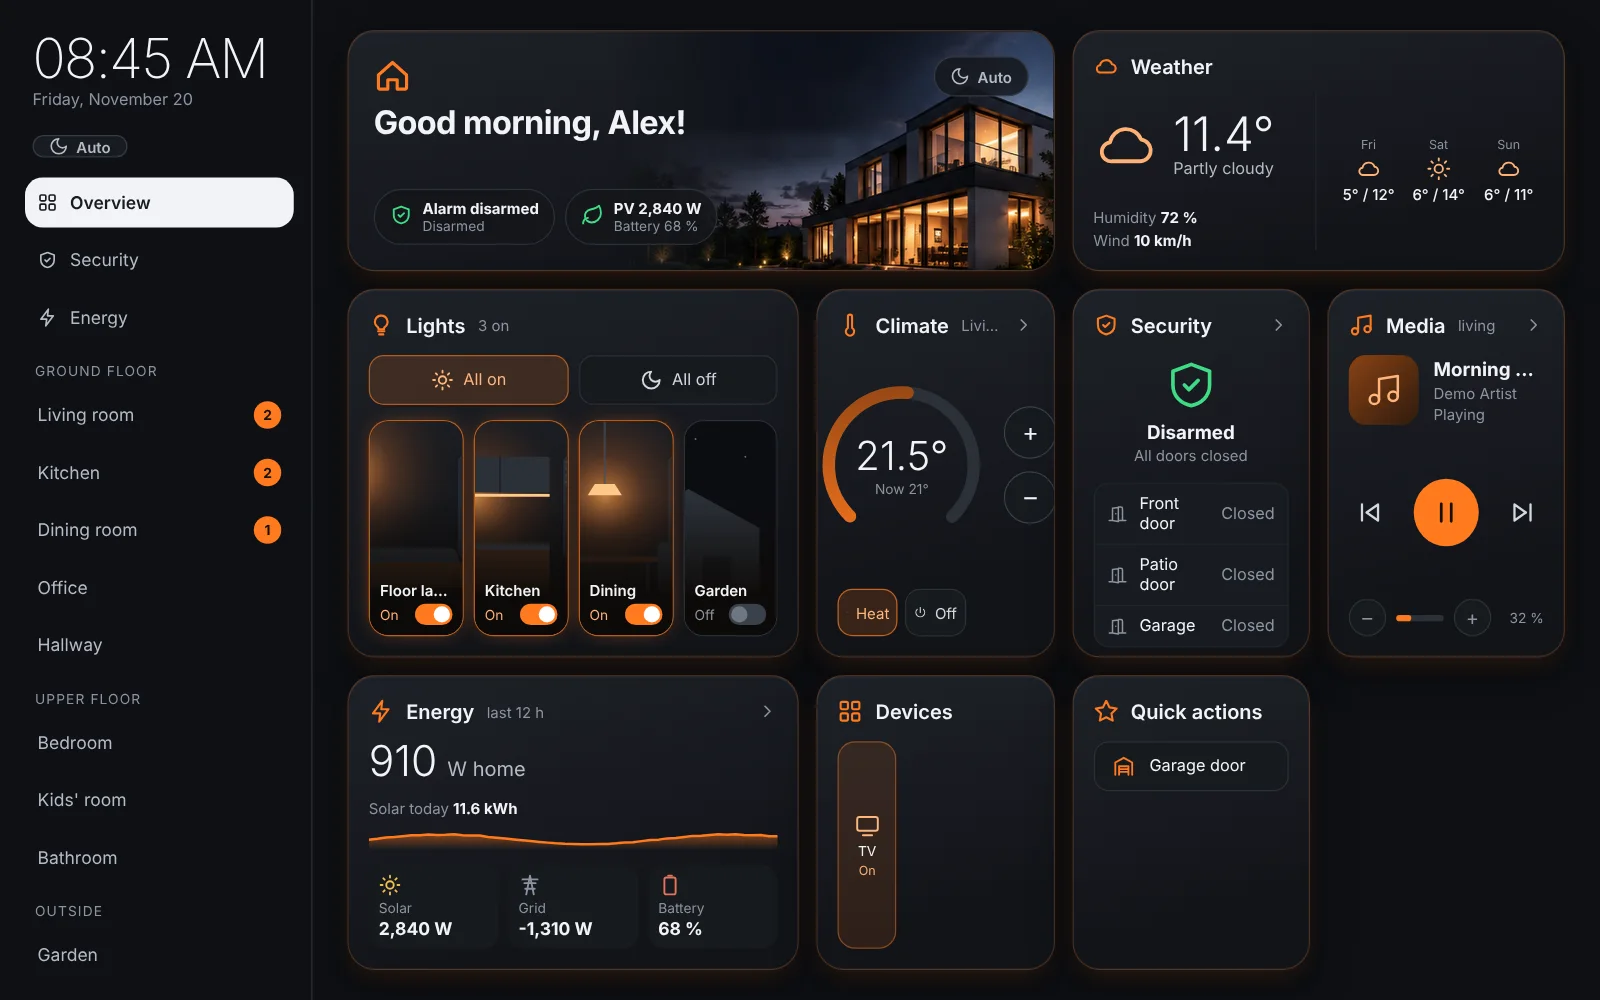 08:45 AM
Friday, November 20
Auto
Overview
Security
Energy
GROUND FLOOR
Living room 2
Kitchen 2
Dining room 1
Office
Hallway
UPPER FLOOR
Bedroom
Kids' room
Bathroom
OUTSIDE
Garden
Auto
Good morning, Alex!
Alarm disarmed
Disarmed
PV 2,840 W
Battery 68 %
Weather
11.4°
Partly cloudy
Humidity 72 %
Wind 10 km/h
Fri Sat Sun
5° / 12° 6° / 14° 6° / 11°
Lights 3 on
All on All off
Floor la...
On
Kitchen
On
Dining
On
Garden
Off
Climate Livi...
21.5°
Now 21°
+
−
Heat Off
Security
Disarmed
All doors closed
Front door Closed
Patio door Closed
Garage Closed
Media living
Morning ...
Demo Artist
Playing
− + 32 %
Energy last 12 h
910 W home
Solar today 11.6 kWh
Solar
2,840 W
Grid
-1,310 W
Battery
68 %
Devices
TV
On
Quick actions
Garage door